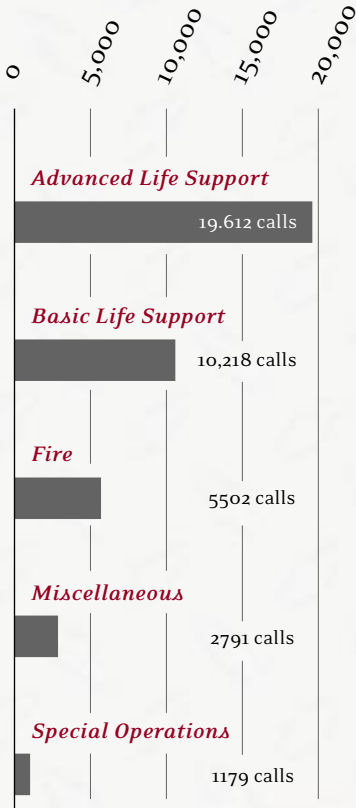 0
5,000
10,000
15,000
20,000
Advanced Life Support
19.612 calls
Basic Life Support
10,218 calls
Fire
5502 calls
Miscellaneous
2791 calls
Special Operations
1179 calls